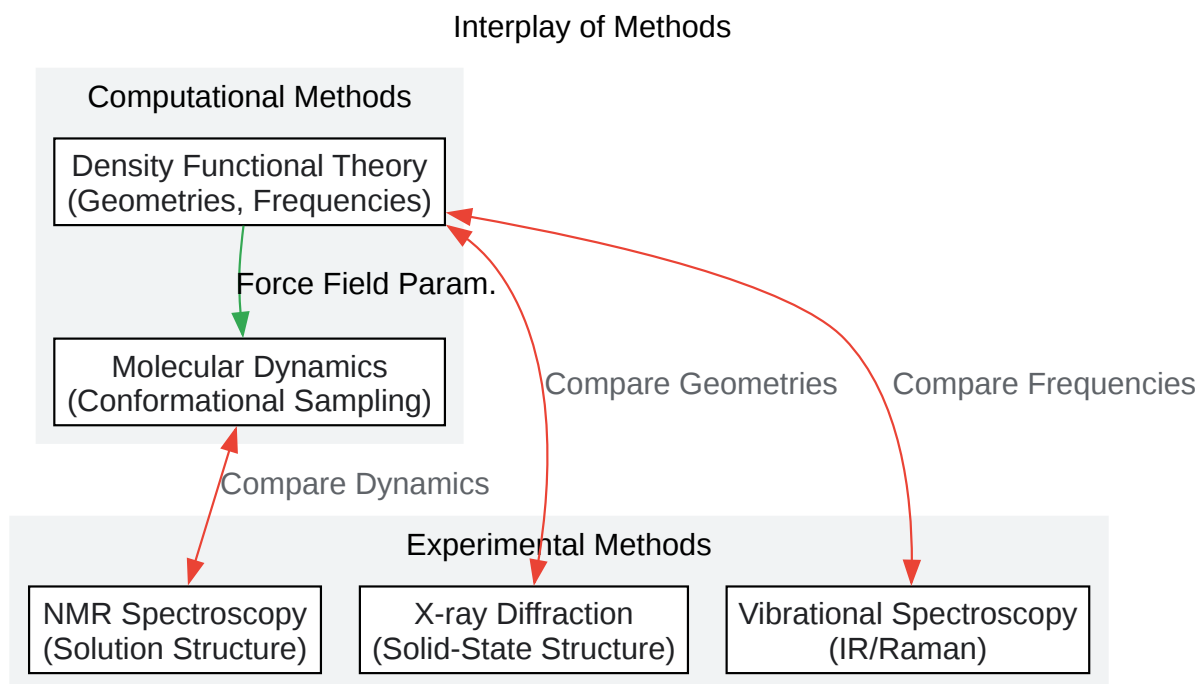 Interplay of Methods
Computational Methods
Density Functional Theory
(Geometries, Frequencies)
Force Field Param.
Molecular Dynamics
(Conformational Sampling)
Compare Geometries
Compare Frequencies
Compare Dynamics
Experimental Methods
NMR Spectroscopy
(Solution Structure)
X-ray Diffraction
(Solid-State Structure)
Vibrational Spectroscopy
(IR/Raman)